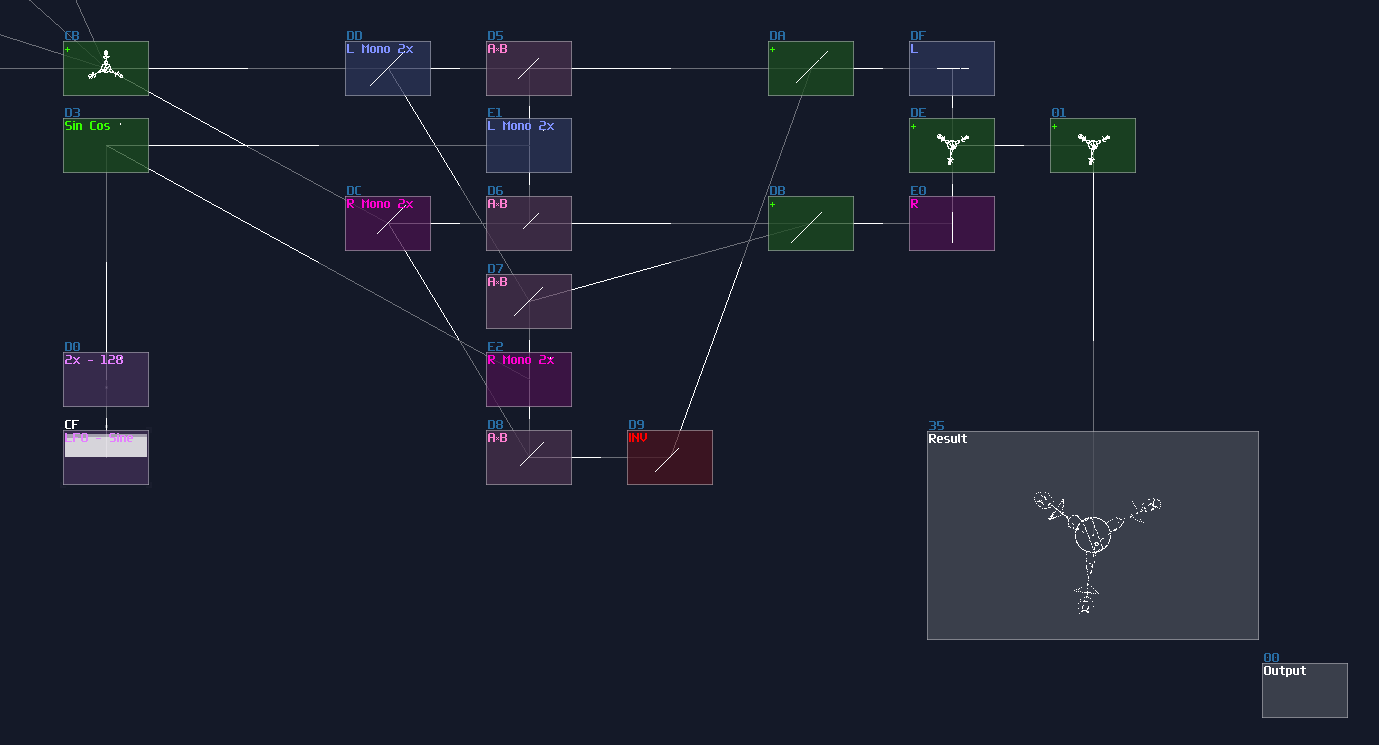 CB
+
DD
L Mono 2x
D5
A×B
DA
+
DF
L
D3
Sin Cos
E1
L Mono 2x
DE
+
01
+
DC
R Mono 2x
D6
A×B
DB
+
E0
R
D7
A×B
D0
2x - 128
E2
R Mono 2x
CF
LFO - Sine
D8
A×B
D9
INV
35
Result
00
Output